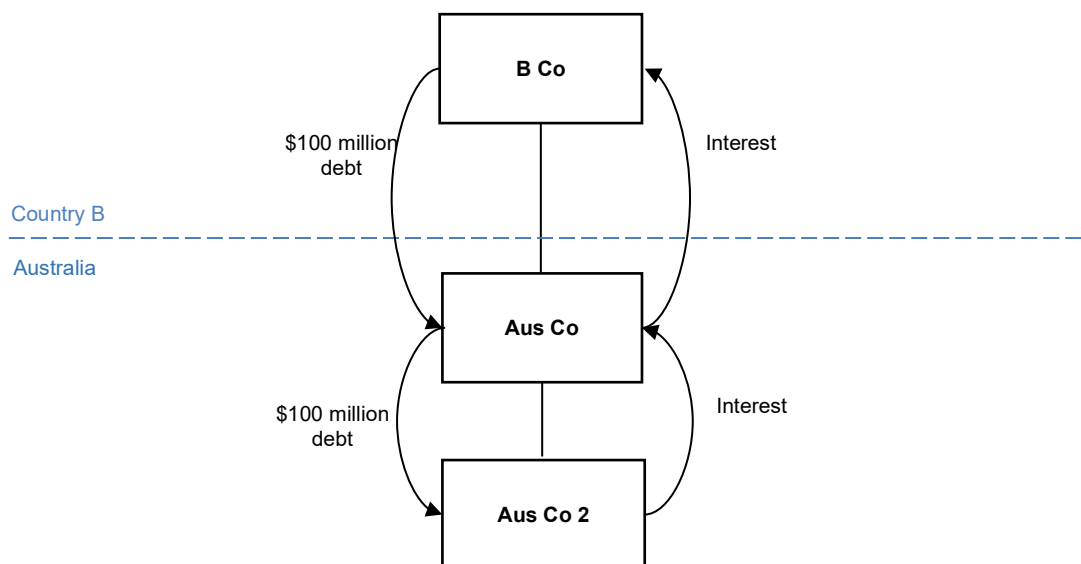 B Co
$100 million
debt
Interest
Country B
Australia
Aus Co
$100 million
debt
Interest
Aus Co 2